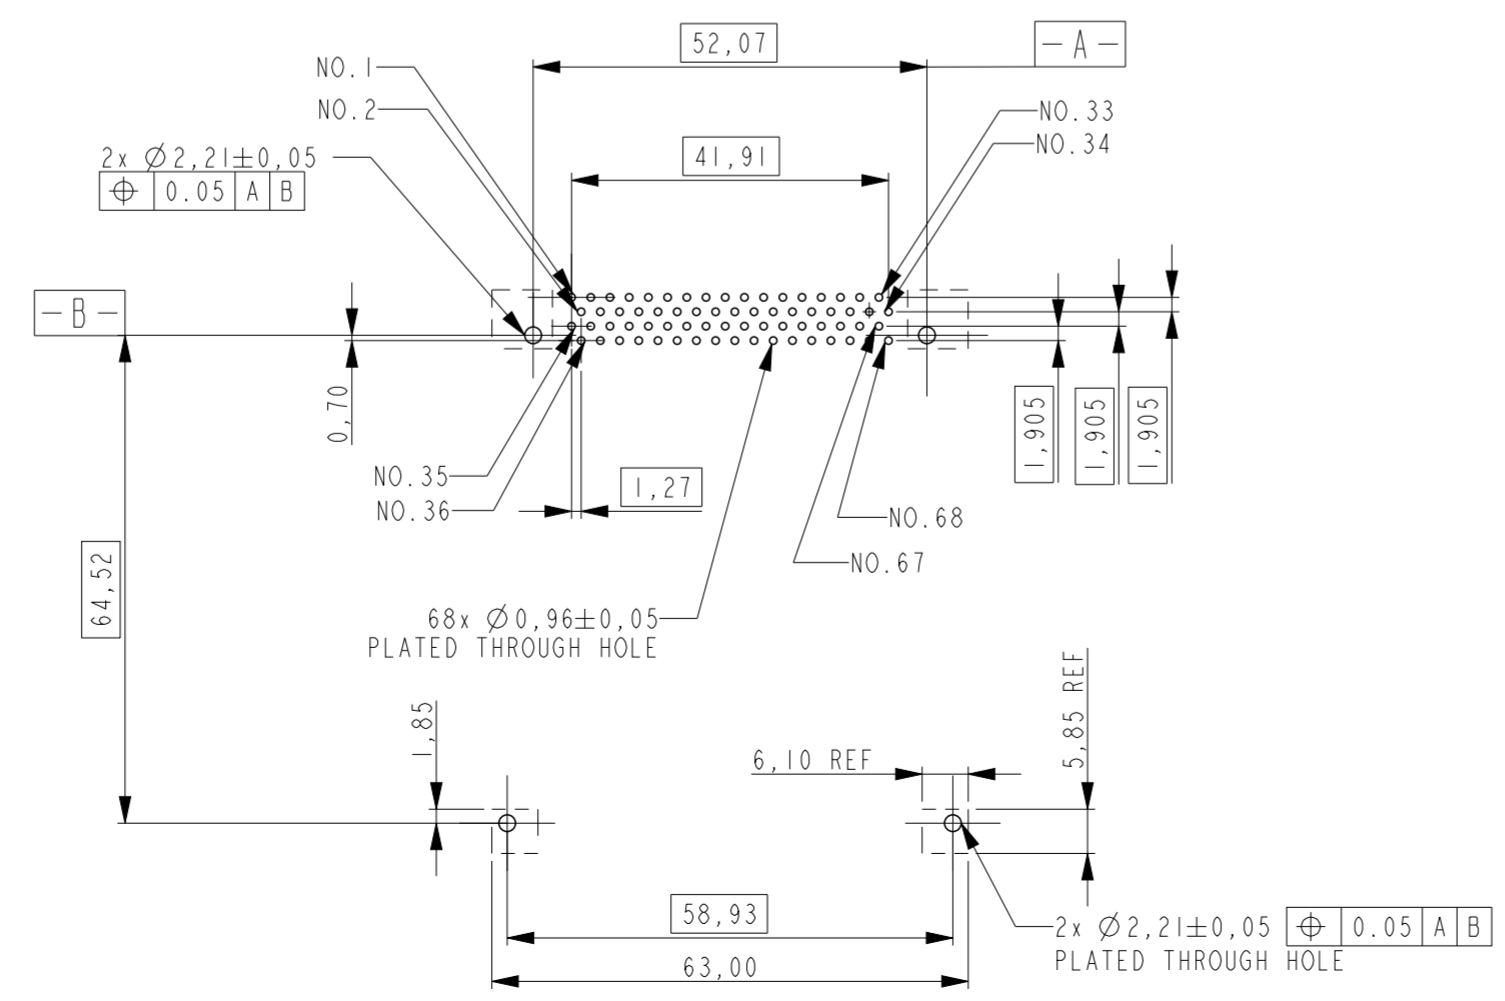 52,07
-A-
NO.1
NO.2
NO.33
NO.34
2x ∅2,21±0,05
⌖ 0.05 A B
41,91
-B-
0,70
1,905
1,905
1,905
NO.35
NO.36
1,27
NO.68
NO.67
64,52
68x ∅0,96±0,05
PLATED THROUGH HOLE
1,85
6,10 REF
5,85 REF
58,93
63,00
2x ∅2,21±0,05 ⌖ 0.05 A B
PLATED THROUGH HOLE